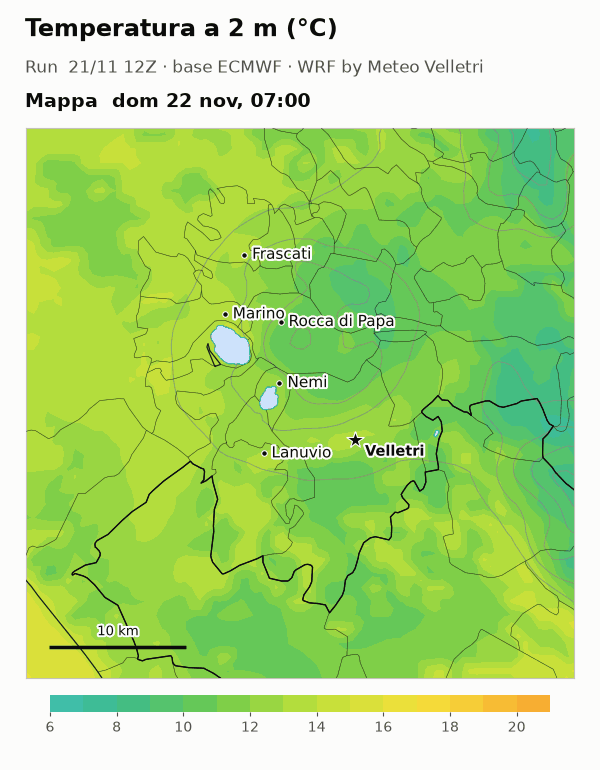 Temperatura a 2 m (°C)
Run  21/11 12Z · base ECMWF · WRF by Meteo Velletri
Mappa  dom 22 nov, 07:00
Frascati
Marino
Rocca di Papa
Nemi
Velletri
Lanuvio
10 km
6 8 10 12 14 16 18 20